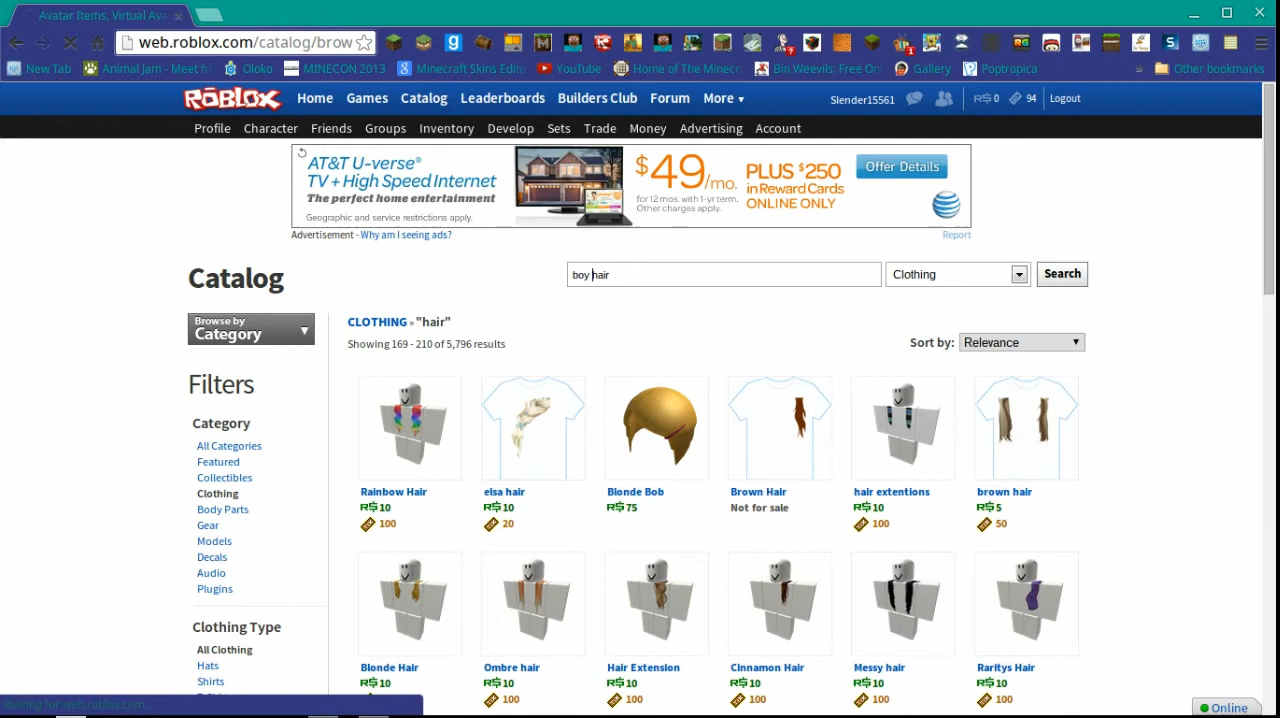 Avatar Items, Virtual Ava
web.roblox.com/catalog/brow
New Tab Animal Jam - Meet fr Oloko MINECON 2013 Minecraft Skins Edito YouTube Home of The Minecr Bin Weevils: Free On Gallery Poptropica » Other bookmarks
ROBLOX Home Games Catalog Leaderboards Builders Club Forum More ▾ Slender15561 R$ 0 94 Logout
Profile Character Friends Groups Inventory Develop Sets Trade Money Advertising Account
AT&T U-verse®
TV + High Speed Internet
The perfect home entertainment
Geographic and service restrictions apply.
$49/mo.
for 12 mos. with 1-yr term.
Other charges apply.
PLUS $250
in Reward Cards
ONLINE ONLY
Offer Details
at&t
Advertisement - Why am I seeing ads? Report
Catalog
boy hair Clothing Search
Browse by
Category
CLOTHING » "hair"
Showing 169 - 210 of 5,796 results
Sort by: Relevance
Filters
Category
All Categories
Featured
Collectibles
Clothing
Body Parts
Gear
Models
Decals
Audio
Plugins
Clothing Type
All Clothing
Hats
Shirts
Rainbow Hair elsa hair Blonde Bob Brown Hair hair extentions brown hair
R$ 10 R$ 10 R$ 75 Not for sale R$ 10 R$ 5
100 20 100 50
Blonde Hair Ombre hair Hair Extension Cinnamon Hair Messy hair Raritys Hair
R$ 10 R$ 10 R$ 10 R$ 10 R$ 10 R$ 10
100 100 100 100 100
Waiting for web.roblox.com...
Online